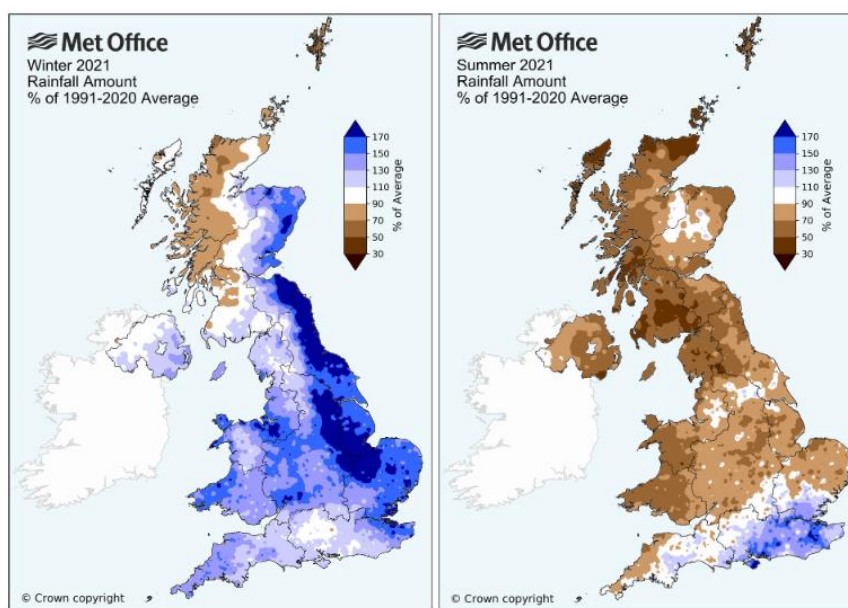 Met Office
Winter 2021
Rainfall Amount
% of 1991-2020 Average
170
150
130
110
90
70
50
30
% of Average
© Crown copyright
Met Office
Summer 2021
Rainfall Amount
% of 1991-2020 Average
170
150
130
110
90
70
50
30
% of Average
© Crown copyright